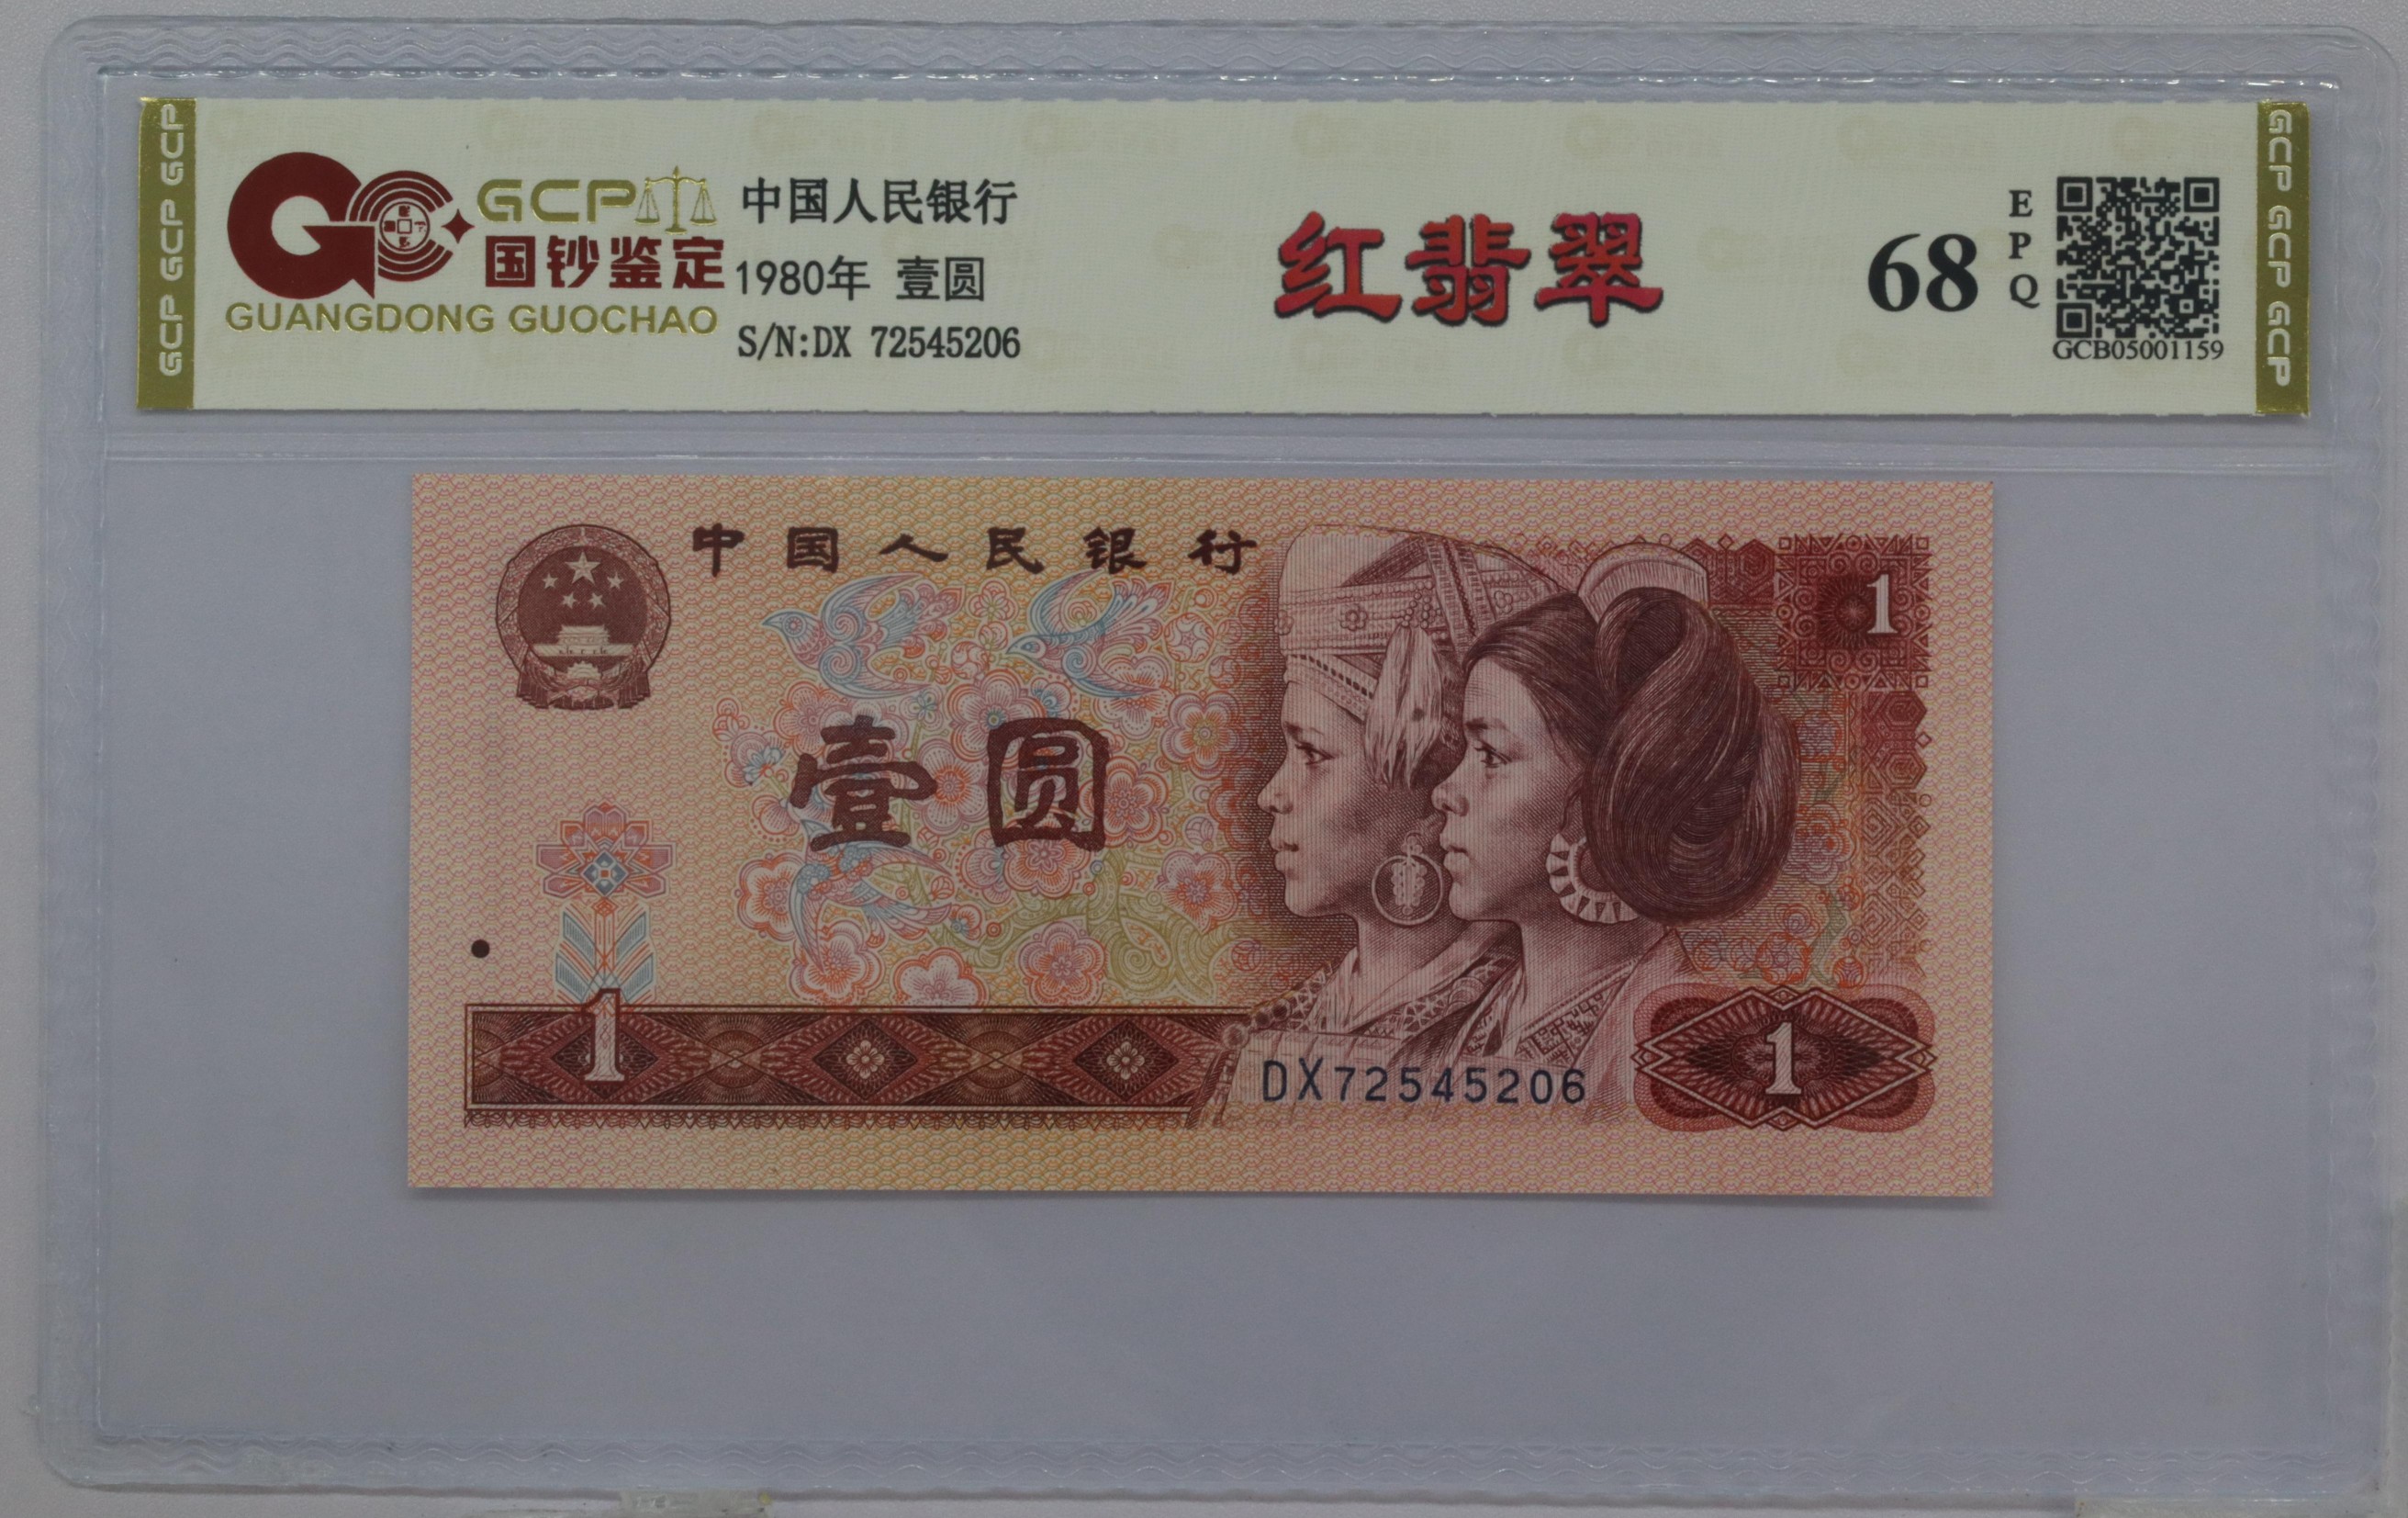 GCP GCP GCP
GCP
国钞鉴定
GUANGDONG GUOCHAO
中国人民银行
1980年 壹圆
S/N:DX 72545206
红翡翠
68
EPQ
GCB05001159
GCP GCP GCP
中国人民银行
1
壹圆
1
DX72545206
1